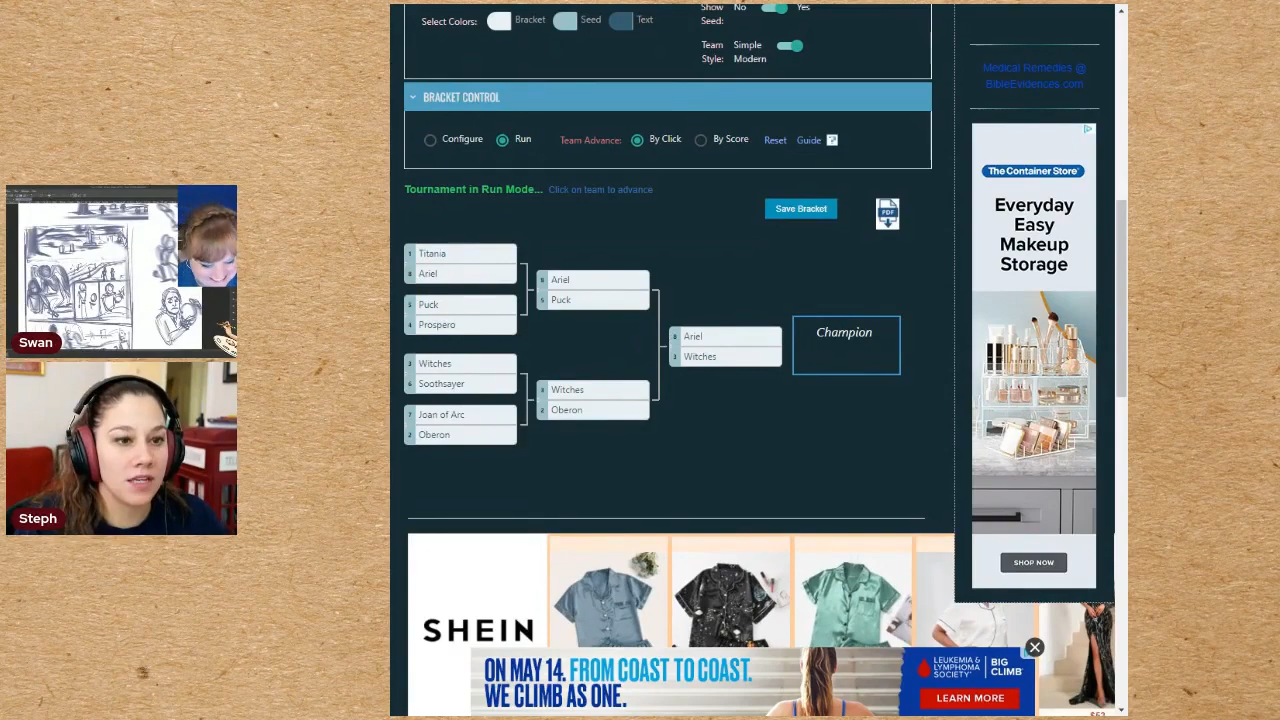 Select Colors:
Bracket
Seed
Text
Show
Seed:
No
Yes
Team
Style:
Simple
Modern
BRACKET CONTROL
Configure
Run
Team Advance:
By Click
By Score
Reset
Guide
Tournament in Run Mode...
Click on team to advance
Save Bracket
PDF
1 Titania
8 Ariel
5 Puck
4 Prospero
3 Witches
6 Soothsayer
7 Joan of Arc
2 Oberon
8 Ariel
5 Puck
3 Witches
2 Oberon
8 Ariel
3 Witches
Champion
Swan
Steph
Medical Remedies @
BibleEvidences.com
The Container Store
Everyday
Easy
Makeup
Storage
SHOP NOW
SHEIN
ON MAY 14. FROM COAST TO COAST.
WE CLIMB AS ONE.
LEUKEMIA &
LYMPHOMA
SOCIETY
BIG
CLIMB
LEARN MORE